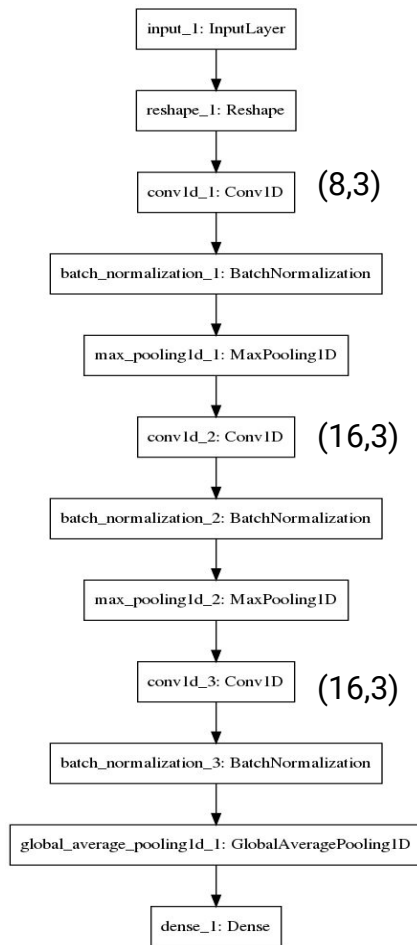 input_1: InputLayer
reshape_1: Reshape
conv1d_1: Conv1D (8,3)
batch_normalization_1: BatchNormalization
max_pooling1d_1: MaxPooling1D
conv1d_2: Conv1D (16,3)
batch_normalization_2: BatchNormalization
max_pooling1d_2: MaxPooling1D
conv1d_3: Conv1D (16,3)
batch_normalization_3: BatchNormalization
global_average_pooling1d_1: GlobalAveragePooling1D
dense_1: Dense